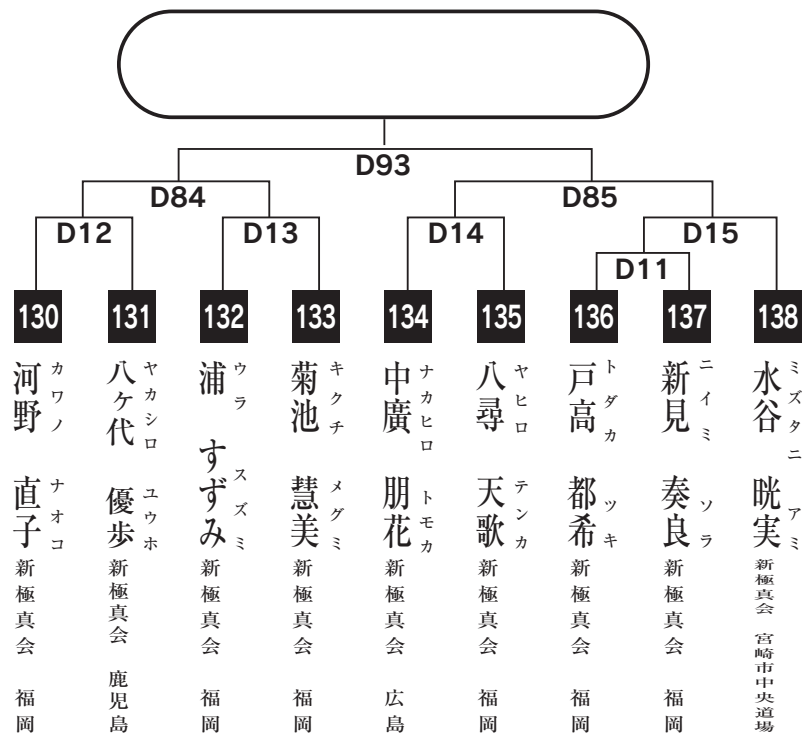 D93
D84
D85
D12
D13
D14
D15
D11
130
131
132
133
134
135
136
137
138
河野 直子
カワノ ナオコ
新極真会 福岡
八ヶ代 優歩
ヤカシロ ユウホ
新極真会 鹿児島
浦 すずみ
ウラ スズミ
新極真会 福岡
菊池 慧美
キクチ メグミ
新極真会 福岡
中廣 朋花
ナカヒロ トモカ
新極真会 広島
八尋 天歌
ヤヒロ テンカ
新極真会 福岡
戸高 都希
トダカ ツキ
新極真会 福岡
新見 奏良
ニイミ ソラ
新極真会 福岡
水谷 晄実
ミズタニ アミ
新極真会 宮崎市中央道場